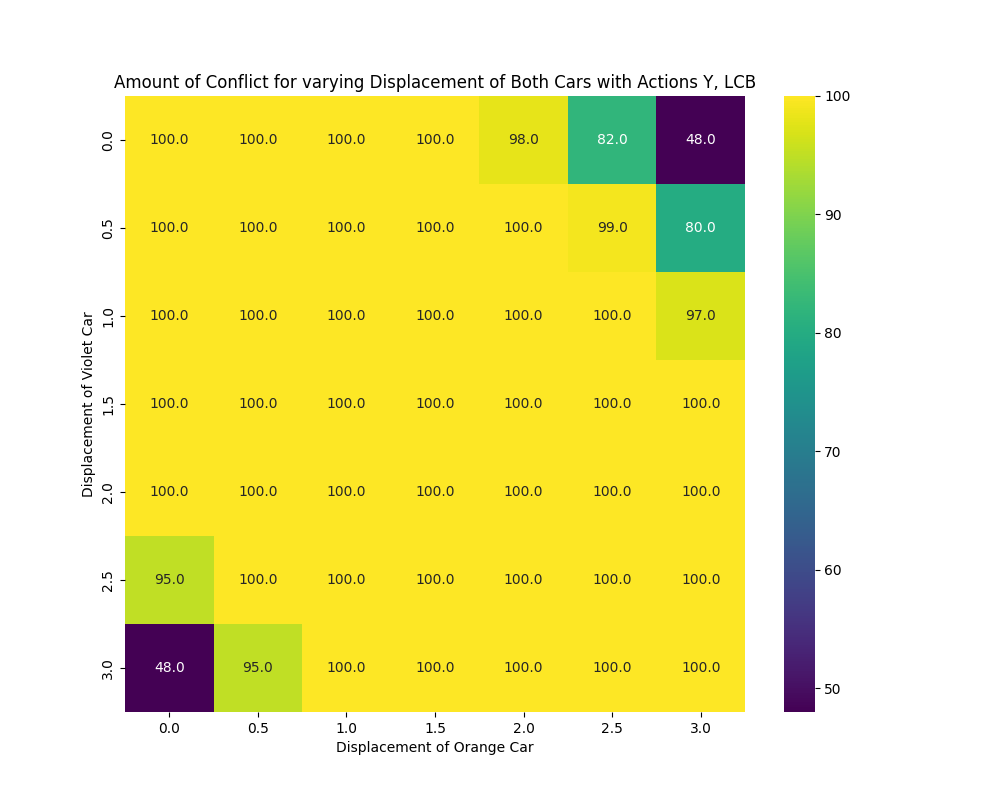 Amount of Conflict for varying Displacement of Both Cars with Actions Y, LCB
0.0 100.0 100.0 100.0 100.0 98.0 82.0 48.0
0.5 100.0 100.0 100.0 100.0 100.0 99.0 80.0
1.0 100.0 100.0 100.0 100.0 100.0 100.0 97.0
1.5 100.0 100.0 100.0 100.0 100.0 100.0 100.0
2.0 100.0 100.0 100.0 100.0 100.0 100.0 100.0
2.5 95.0 100.0 100.0 100.0 100.0 100.0 100.0
3.0 48.0 95.0 100.0 100.0 100.0 100.0 100.0
0.0 0.5 1.0 1.5 2.0 2.5 3.0
Displacement of Orange Car
Displacement of Violet Car
100
90
80
70
60
50